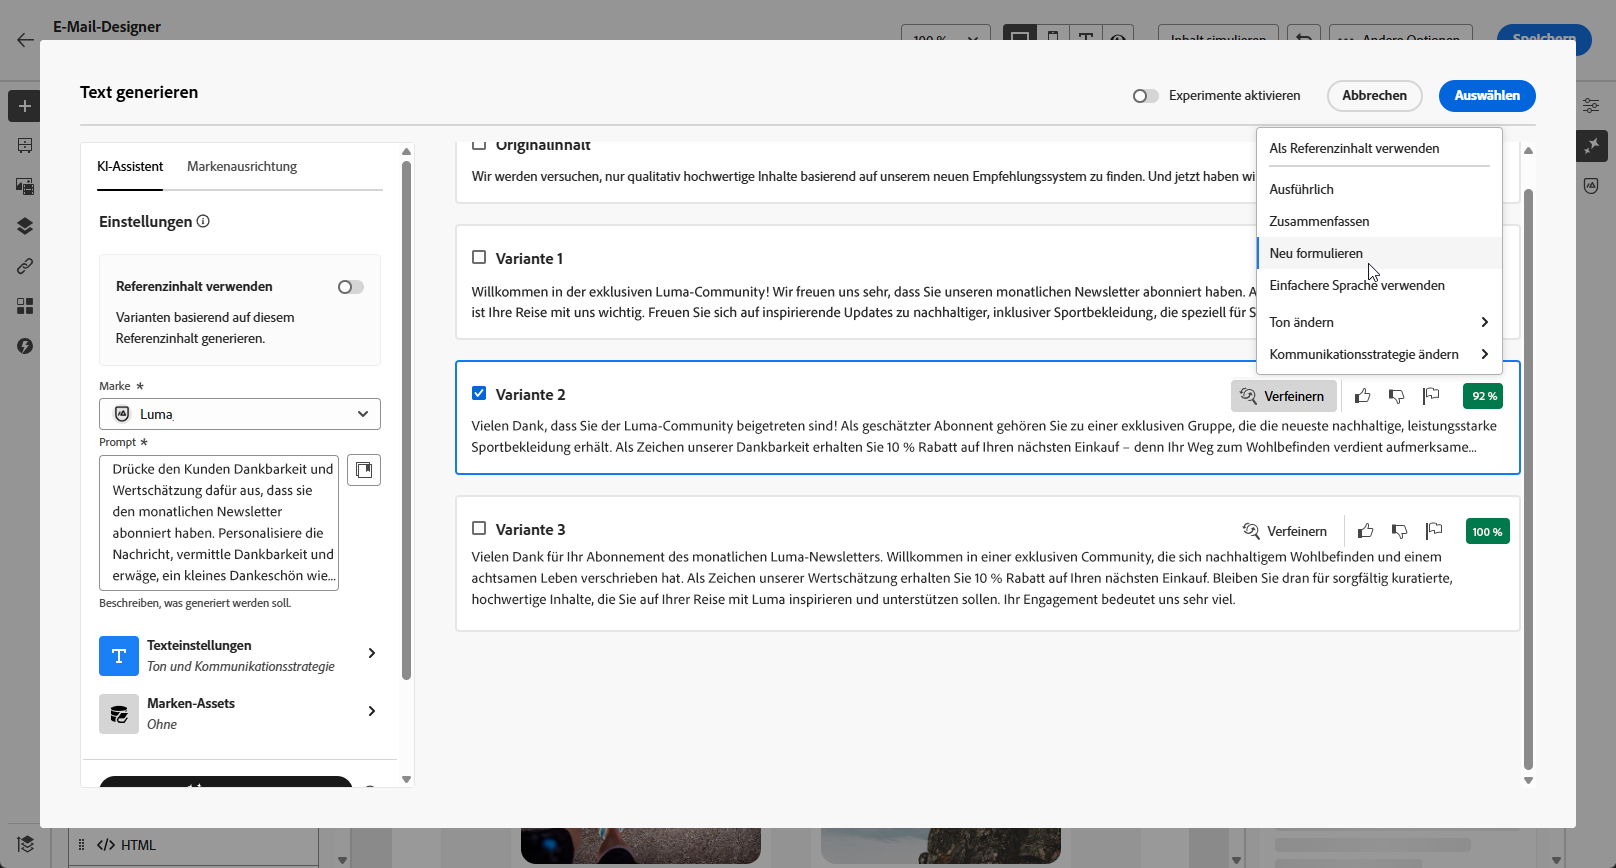 E-Mail-Designer
100 %
Inhalt simulieren
Andere Optionen
Speichern
Text generieren
Experimente aktivieren
Abbrechen
Auswählen
KI-Assistent
Markenausrichtung
Einstellungen
Referenzinhalt verwenden
Varianten basierend auf diesem
Referenzinhalt generieren.
Marke *
Luma
Prompt *
Drücke den Kunden Dankbarkeit und
Wertschätzung dafür aus, dass sie
den monatlichen Newsletter
abonniert haben. Personalisiere die
Nachricht, vermittle Dankbarkeit und
erwäge, ein kleines Dankeschön wie...
Beschreiben, was generiert werden soll.
Texteinstellungen
Ton und Kommunikationsstrategie
Marken-Assets
Ohne
Originalinhalt
Wir werden versuchen, nur qualitativ hochwertige Inhalte basierend auf unserem neuen Empfehlungssystem zu finden. Und jetzt haben wi
Variante 1
Willkommen in der exklusiven Luma-Community! Wir freuen uns sehr, dass Sie unseren monatlichen Newsletter abonniert haben. A
ist Ihre Reise mit uns wichtig. Freuen Sie sich auf inspirierende Updates zu nachhaltiger, inklusiver Sportbekleidung, die speziell für S
Als Referenzinhalt verwenden
Ausführlich
Zusammenfassen
Neu formulieren
Einfachere Sprache verwenden
Ton ändern
Kommunikationsstrategie ändern
Variante 2
Verfeinern
92 %
Vielen Dank, dass Sie der Luma-Community beigetreten sind! Als geschätzter Abonnent gehören Sie zu einer exklusiven Gruppe, die die neueste nachhaltige, leistungsstarke
Sportbekleidung erhält. Als Zeichen unserer Dankbarkeit erhalten Sie 10 % Rabatt auf Ihren nächsten Einkauf – denn Ihr Weg zum Wohlbefinden verdient aufmerksame...
Variante 3
Verfeinern
100 %
Vielen Dank für Ihr Abonnement des monatlichen Luma-Newsletters. Willkommen in einer exklusiven Community, die sich nachhaltigem Wohlbefinden und einem
achtsamen Leben verschrieben hat. Als Zeichen unserer Wertschätzung erhalten Sie 10 % Rabatt auf Ihren nächsten Einkauf. Bleiben Sie dran für sorgfältig kuratierte,
hochwertige Inhalte, die Sie auf Ihrer Reise mit Luma inspirieren und unterstützen sollen. Ihr Engagement bedeutet uns sehr viel.
HTML